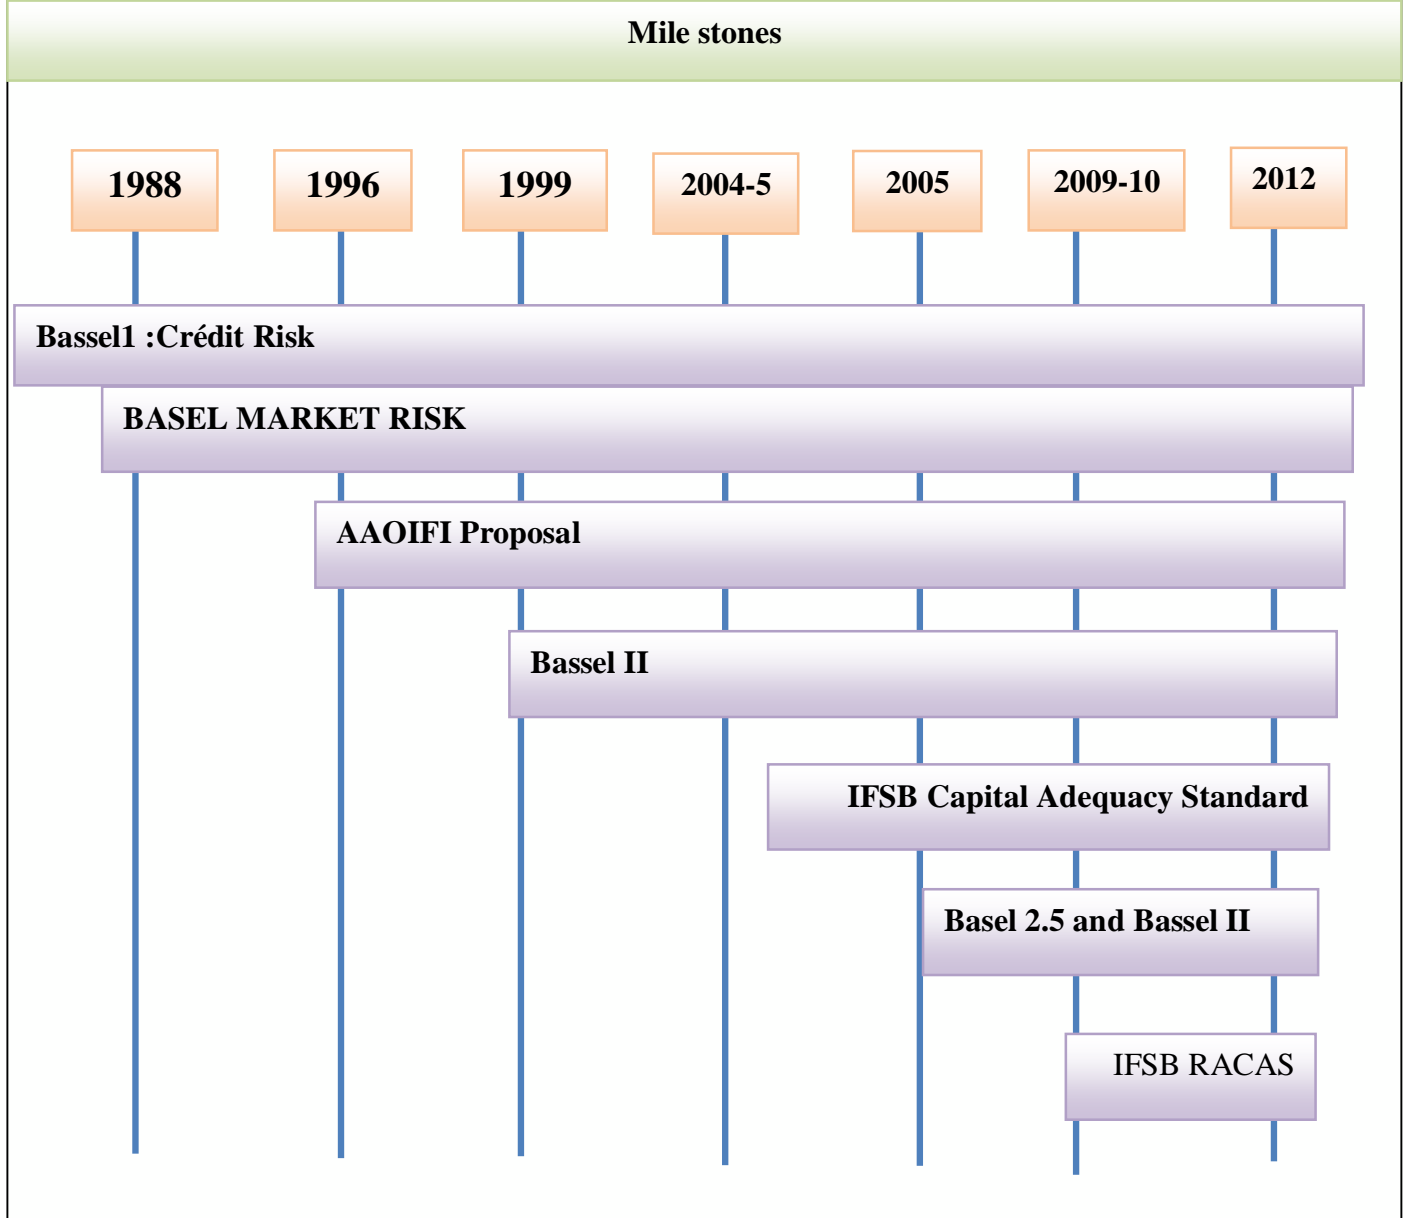 Mile stones
1988 1996 1999 2004-5 2005 2009-10 2012
Bassel1 :Crédit Risk
BASEL MARKET RISK
AAOIFI Proposal
Bassel II
IFSB Capital Adequacy Standard
Basel 2.5 and Bassel II
IFSB RACAS